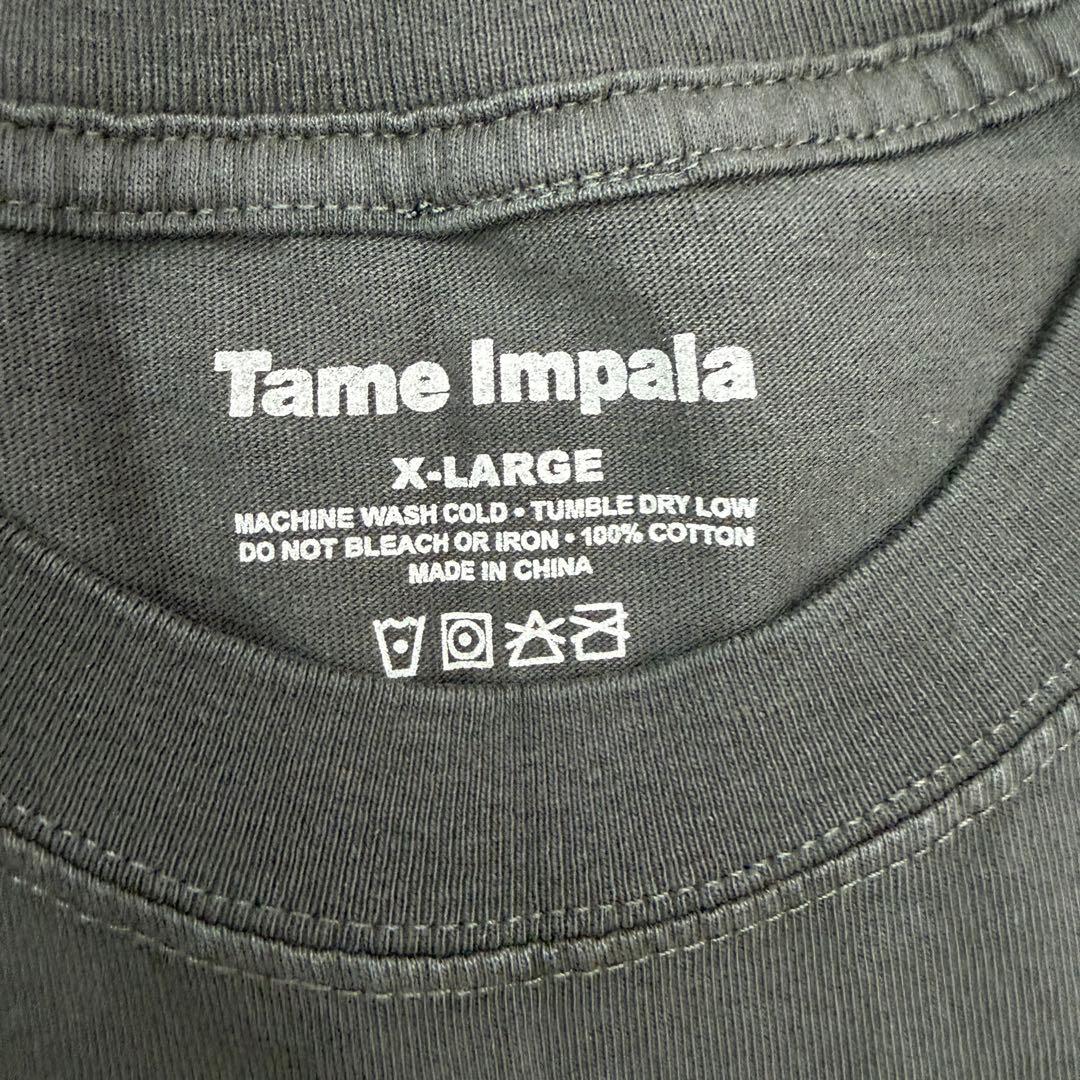 Tame Impala
X-LARGE
MACHINE WASH COLD • TUMBLE DRY LOW
DO NOT BLEACH OR IRON • 100% COTTON
MADE IN CHINA